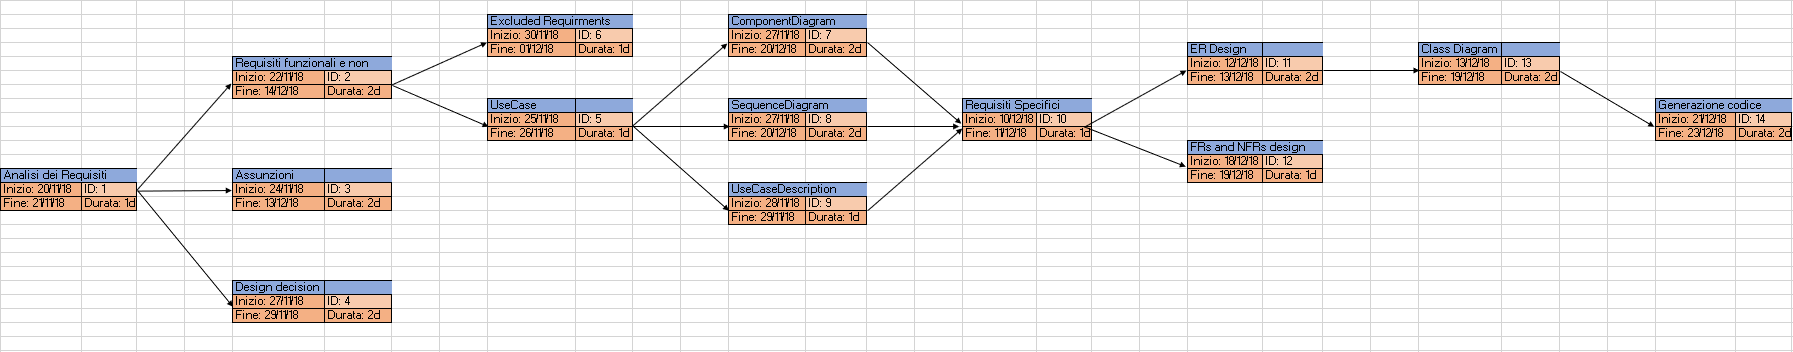 Analisi dei Requisiti
Inizio: 20/11/18 ID: 1
Fine: 21/11/18 Durata: 1d
Requisiti funzionali e non
Inizio: 22/11/18 ID: 2
Fine: 14/12/18 Durata: 2d
Assunzioni
Inizio: 24/11/18 ID: 3
Fine: 13/12/18 Durata: 2d
Design decision
Inizio: 27/11/18 ID: 4
Fine: 29/11/18 Durata: 2d
Excluded Requirments
Inizio: 30/11/18 ID: 6
Fine: 01/12/18 Durata: 1d
UseCase
Inizio: 25/11/18 ID: 5
Fine: 26/11/18 Durata: 1d
ComponentDiagram
Inizio: 27/11/18 ID: 7
Fine: 20/12/18 Durata: 2d
SequenceDiagram
Inizio: 27/11/18 ID: 8
Fine: 20/12/18 Durata: 2d
UseCaseDescription
Inizio: 28/11/18 ID: 9
Fine: 29/11/18 Durata: 1d
Requisiti Specifici
Inizio: 10/12/18 ID: 10
Fine: 11/12/18 Durata: 1d
ER Design
Inizio: 12/12/18 ID: 11
Fine: 13/12/18 Durata: 2d
FRs and NFRs design
Inizio: 18/12/18 ID: 12
Fine: 19/12/18 Durata: 1d
Class Diagram
Inizio: 13/12/18 ID: 13
Fine: 19/12/18 Durata: 2d
Generazione codice
Inizio: 21/12/18 ID: 14
Fine: 23/12/18 Durata: 2d